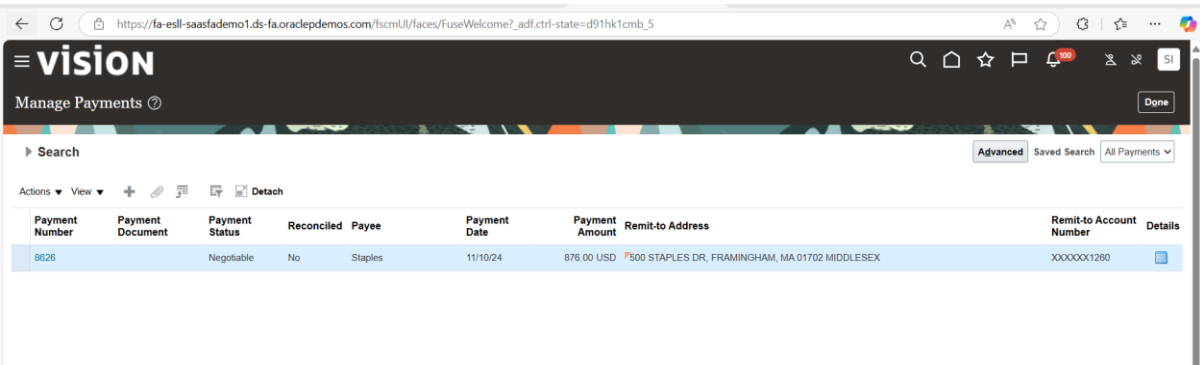 https://fa-esll-saasfademo1.ds-fa.oraclepdemos.com/fscmUI/faces/FuseWelcome?_adf.ctrl-state=d91hk1cmb_5
vision
100
SI
Manage Payments
Done
Search
Advanced Saved Search All Payments
Actions View Detach
Payment Number Payment Document Payment Status Reconciled Payee Payment Date Payment Amount Remit-to Address Remit-to Account Number Details
8626 Negotiable No Staples 11/10/24 876.00 USD 500 STAPLES DR, FRAMINGHAM, MA 01702 MIDDLESEX XXXXXX1260